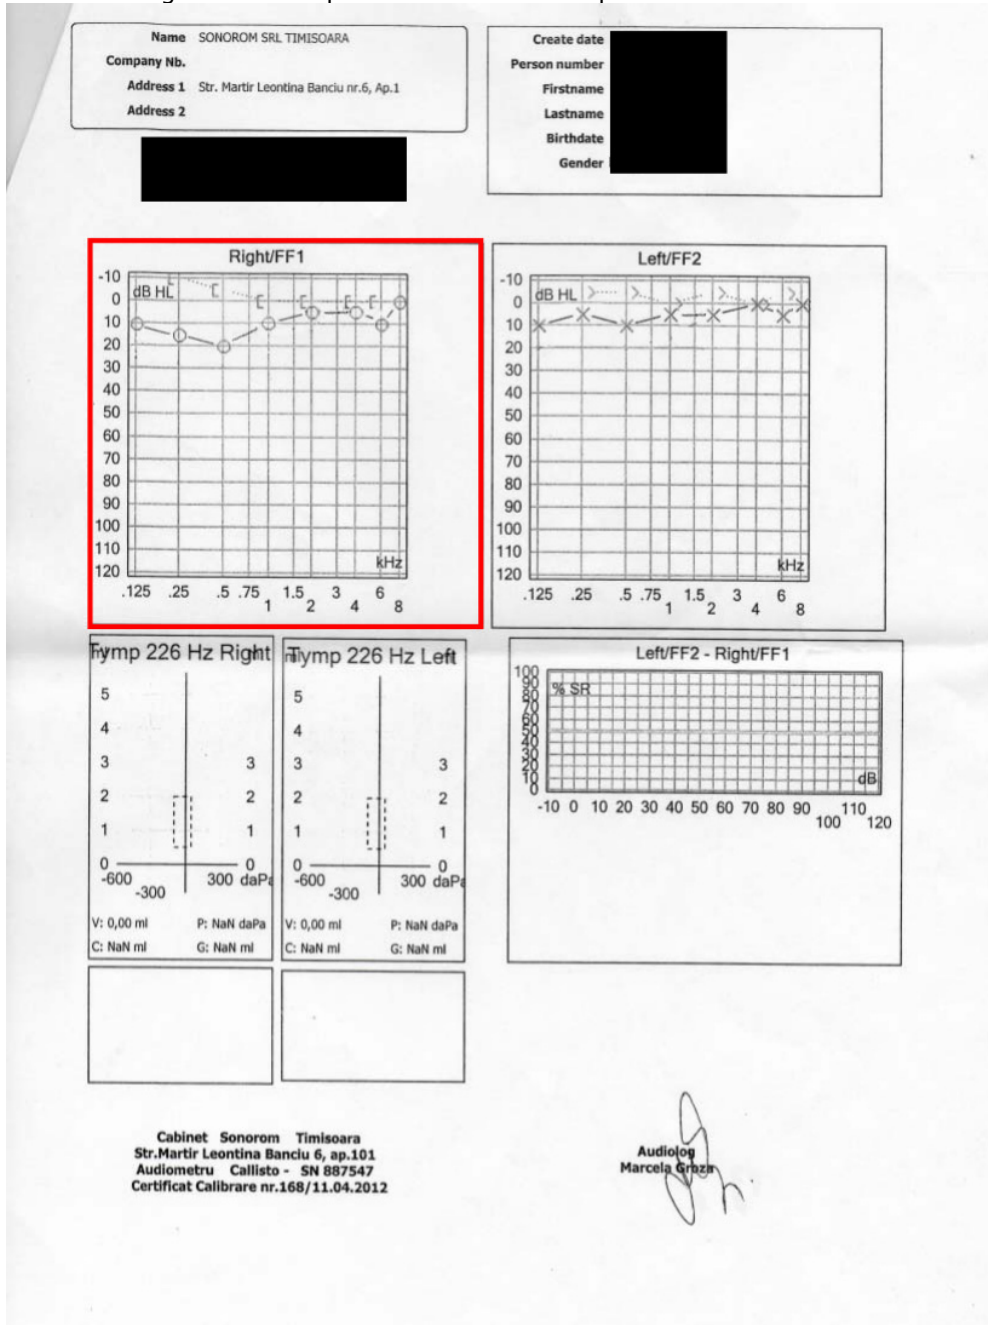 Name SONOROM SRL TIMISOARA
Company Nb.
Address 1 Str. Martir Leontina Banciu nr.6, Ap.1
Address 2
Create date
Person number
Firstname
Lastname
Birthdate
Gender
Right/FF1
-10
0
10
20
30
40
50
60
70
80
90
100
110
120
dB HL
kHz
.125 .25 .5 .75 1 1.5 2 3 4 6 8
Left/FF2
-10
0
10
20
30
40
50
60
70
80
90
100
110
120
dB HL
kHz
.125 .25 .5 .75 1 1.5 2 3 4 6 8
Tymp 226 Hz Right
5
4
3 3
2 2
1 1
0 0
-600 300 daPa
-300
V: 0,00 ml P: NaN daPa
C: NaN ml G: NaN ml
ml
Tymp 226 Hz Left
5
4
3 3
2 2
1 1
0 0
-600 300 daPa
-300
V: 0,00 ml P: NaN daPa
C: NaN ml G: NaN ml
Left/FF2 - Right/FF1
100
90
80
70
60
50
40
30
20
10
0
% SR
dB
-10 0 10 20 30 40 50 60 70 80 90 100 110 120
Cabinet Sonorom Timisoara
Str.Martir Leontina Banciu 6, ap.101
Audiometru Callisto - SN 887547
Certificat Calibrare nr.168/11.04.2012
Audiolog
Marcela Groza